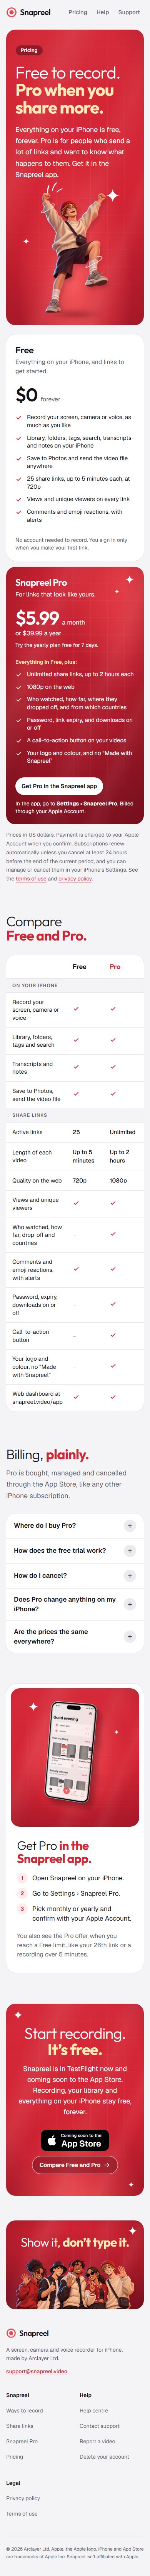 Snapreel
Pricing Help Support
Pricing
Free to record.
Pro when you
share more.
Everything on your iPhone is free,
forever. Pro is for people who send a
lot of links and want to know what
happens to them. Get it in the
Snapreel app.
Free
Everything on your iPhone, and links to
get started.
$0 forever
Record your screen, camera or voice, as
much as you like
Library, folders, tags, search, transcripts
and notes on your iPhone
Save to Photos and send the video file
anywhere
25 share links, up to 5 minutes each, at
720p
Views and unique viewers on every link
Comments and emoji reactions, with
alerts
No account needed to record. You sign in only
when you make your first link.
Snapreel Pro
For links that look like yours.
$5.99 a month
or $39.99 a year
Try the yearly plan free for 7 days.
Everything in Free, plus:
Unlimited share links, up to 2 hours each
1080p on the web
Who watched, how far, where they
dropped off, and from which countries
Password, link expiry, and downloads on
or off
A call-to-action button on your videos
Your logo and colour, and no "Made with
Snapreel"
Get Pro in the Snapreel app
In the app, go to Settings › Snapreel Pro. Billed
through your Apple Account.
Prices in US dollars. Payment is charged to your Apple
Account when you confirm. Subscriptions renew
automatically unless you cancel at least 24 hours
before the end of the current period, and you can
manage or cancel them in your iPhone's Settings. See
the terms of use and privacy policy.
Compare
Free and Pro.
Free Pro
ON YOUR IPHONE
Record your
screen, camera or
voice
Library, folders,
tags and search
Transcripts and
notes
Save to Photos,
send the video file
SHARE LINKS
Active links 25 Unlimited
Length of each
video
Up to 5
minutes
Up to 2
hours
Quality on the web 720p 1080p
Views and unique
viewers
Who watched, how
far, drop-off and
countries
–
Comments and
emoji reactions,
with alerts
Password, expiry,
downloads on or
off
–
Call-to-action
button
–
Your logo and
colour, no "Made
with Snapreel"
–
Web dashboard at
snapreel.video/app
Billing, plainly.
Pro is bought, managed and cancelled
through the App Store, like any other
iPhone subscription.
Where do I buy Pro?
How does the free trial work?
How do I cancel?
Does Pro change anything on my
iPhone?
Are the prices the same
everywhere?
Good evening
Get Pro in the
Snapreel app.
1 Open Snapreel on your iPhone.
2 Go to Settings › Snapreel Pro.
3 Pick monthly or yearly and
confirm with your Apple Account.
You also see the Pro offer when you
reach a Free limit, like your 26th link or a
recording over 5 minutes.
Start recording.
It's free.
Snapreel is in TestFlight now and
coming soon to the App Store.
Recording, your library and
everything on your iPhone stay free,
forever.
Coming soon to the
App Store
Compare Free and Pro →
Show it, don't type it.
Snapreel
A screen, camera and voice recorder for iPhone,
made by Arclayer Ltd.
support@snapreel.video
Snapreel
Ways to record
Share links
Snapreel Pro
Pricing
Help
Help centre
Contact support
Report a video
Delete your account
Legal
Privacy policy
Terms of use
© 2026 Arclayer Ltd. Apple, the Apple logo, iPhone and App Store
are trademarks of Apple Inc. Snapreel isn't affiliated with Apple.